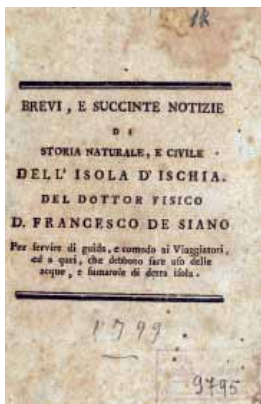 BREVI, E SUCCINTE NOTIZIE
DI
STORIA NATURALE, E CIVILE
DELL' ISOLA D'ISCHIA.
DEL DOTTOR FISICO
D. FRANCESCO DE SIANO
Per servire di guida, e comodo ai Viaggiatori,
ed a quei, che debbono fare uso delle
acque, e fumarole di detta isola.
1799
9795